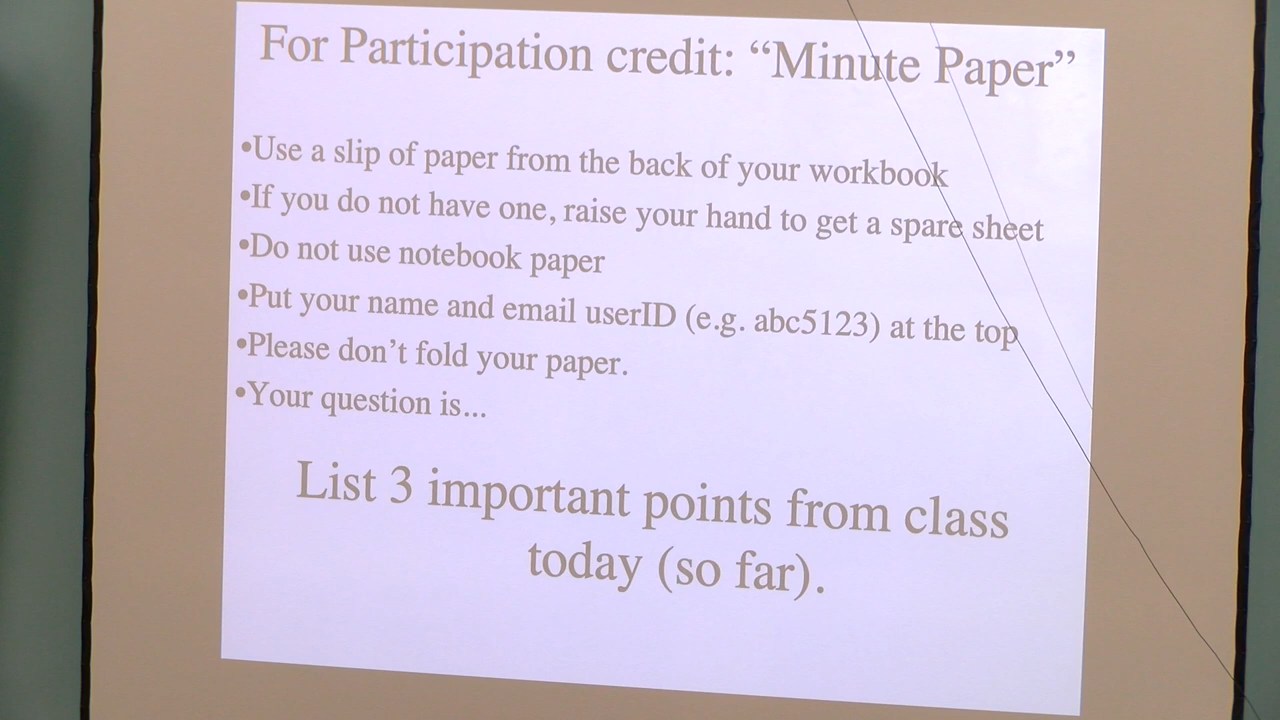 For Participation credit: “Minute Paper”
•Use a slip of paper from the back of your workbook
•If you do not have one, raise your hand to get a spare sheet
•Do not use notebook paper
•Put your name and email userID (e.g. abc5123) at the top
•Please don’t fold your paper.
•Your question is...
List 3 important points from class
today (so far).